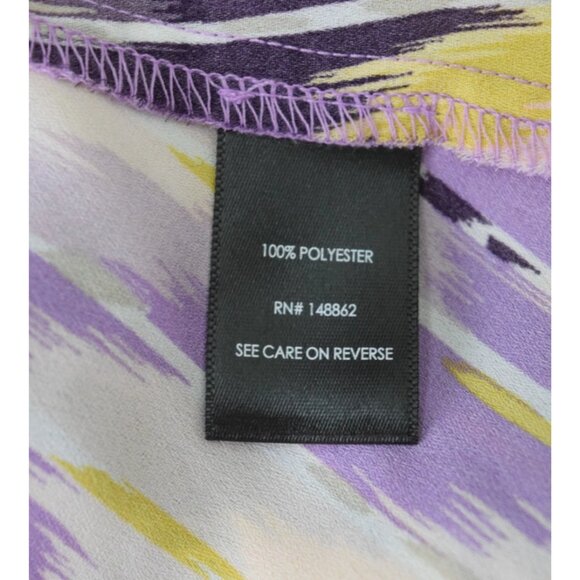 100% POLYESTER
RN# 148862
SEE CARE ON REVERSE